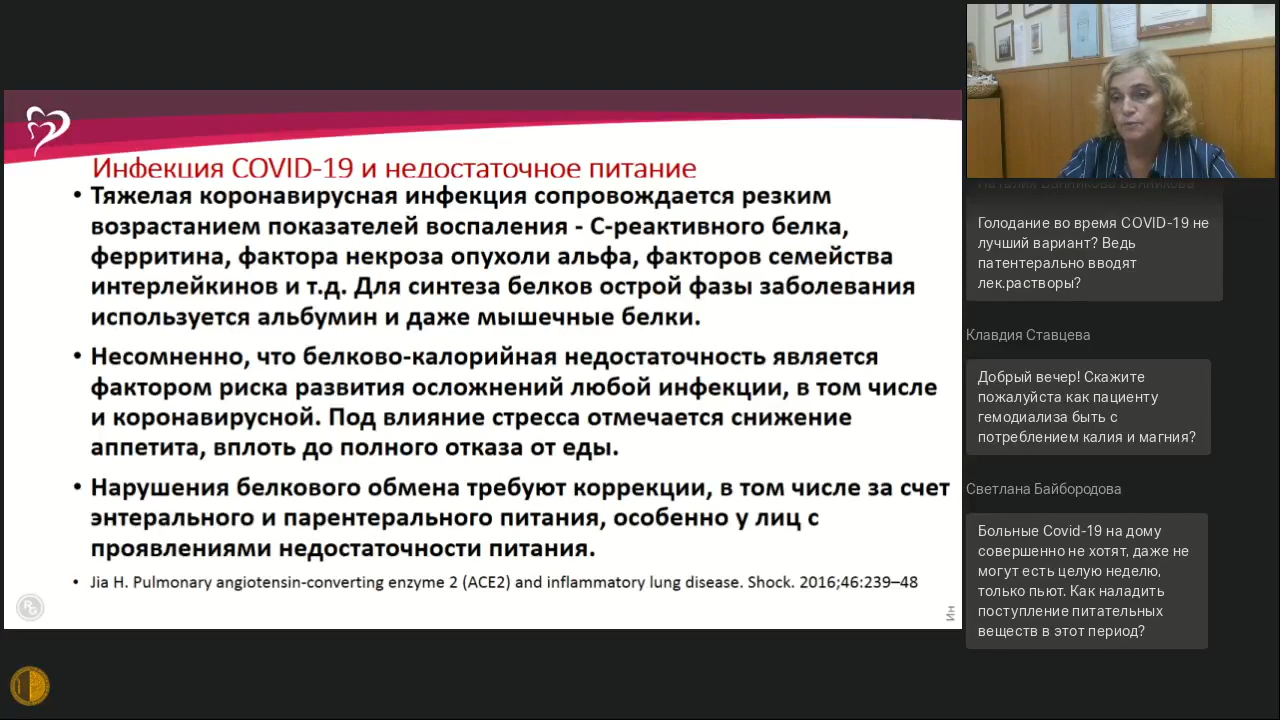 Инфекция COVID-19 и недостаточное питание
• Тяжелая коронавирусная инфекция сопровождается резким
возрастанием показателей воспаления - С-реактивного белка,
ферритина, фактора некроза опухоли альфа, факторов семейства
интерлейкинов и т.д. Для синтеза белков острой фазы заболевания
используется альбумин и даже мышечные белки.
• Несомненно, что белково-калорийная недостаточность является
фактором риска развития осложнений любой инфекции, в том числе
и коронавирусной. Под влияние стресса отмечается снижение
аппетита, вплоть до полного отказа от еды.
• Нарушения белкового обмена требуют коррекции, в том числе за счет
энтерального и парентерального питания, особенно у лиц с
проявлениями недостаточности питания.
• Jia H. Pulmonary angiotensin-converting enzyme 2 (ACE2) and inflammatory lung disease. Shock. 2016;46:239–48
RG
Ин
Голодание во время COVID-19 не
лучший вариант? Ведь
патентерально вводят
лек.растворы?
Клавдия Ставцева
Добрый вечер! Скажите
пожалуйста как пациенту
гемодиализа быть с
потреблением калия и магния?
Светлана Байбородова
Больные Covid-19 на дому
совершенно не хотят, даже не
могут есть целую неделю,
только пьют. Как наладить
поступление питательных
веществ в этот период?